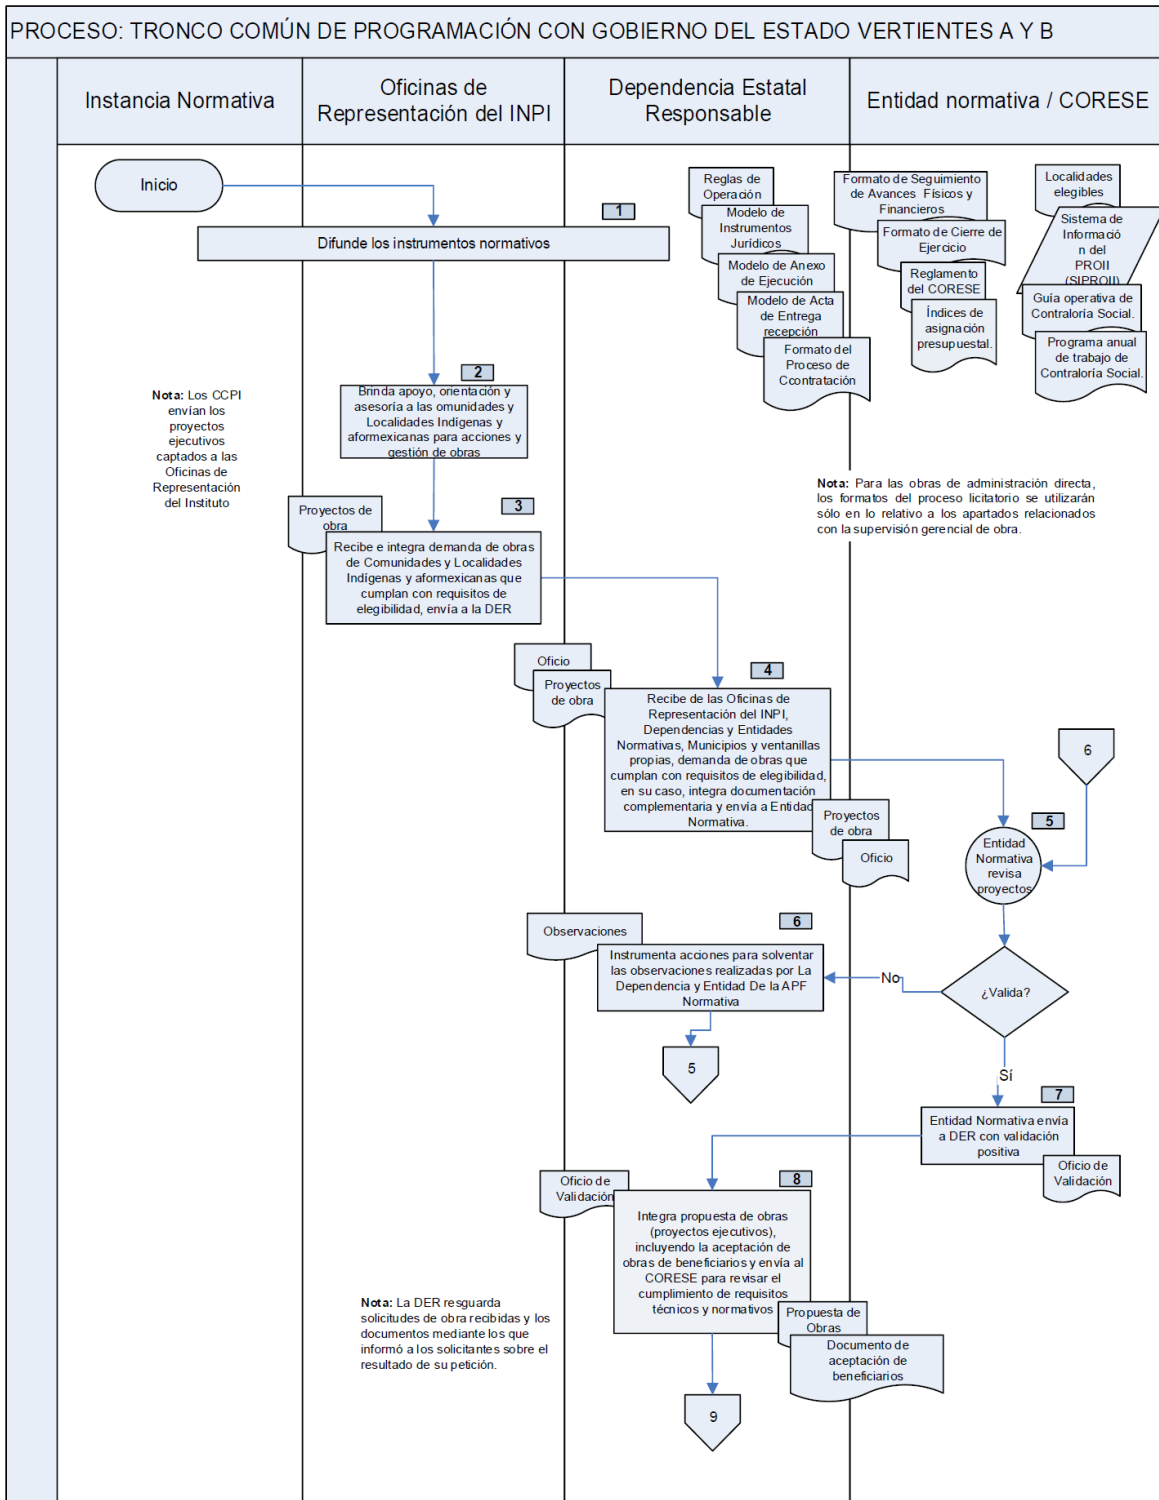 PROCESO: TRONCO COMÚN DE PROGRAMACIÓN CON GOBIERNO DEL ESTADO VERTIENTES A Y B
Instancia Normativa
Oficinas de
Representación del INPI
Dependencia Estatal
Responsable
Entidad normativa / CORESE
Inicio
1
Difunde los instrumentos normativos
Reglas de
Operación
Modelo de
Instrumentos
Jurídicos
Modelo de Anexo
de Ejecución
Modelo de Acta
de Entrega
recepción
Formato del
Proceso de
Ccontratación
Formato de Seguimiento
de Avances Físicos y
Financieros
Formato de Cierre de
Ejercicio
Reglamento
del CORESE
Índices de
asignación
presupuestal.
Localidades
elegibles
Sistema de
Informació
n del
PROII
(SIPROII)
Guía operativa de
Contraloría Social.
Programa anual
de trabajo de
Contraloría Social.
2
Brinda apoyo, orientación y
asesoría a las omunidades y
Localidades Indígenas y
aformexicanas para acciones y
gestión de obras
Nota: Los CCPI
envían los
proyectos
ejecutivos
captados a las
Oficinas de
Representación
del Instituto
Nota: Para las obras de administración directa,
los formatos del proceso licitatorio se utilizarán
sólo en lo relativo a los apartados relacionados
con la supervisión gerencial de obra.
3
Proyectos de
obra
Recibe e integra demanda de obras
de Comunidades y Localidades
Indígenas y aformexicanas que
cumplan con requisitos de
elegibilidad, envía a la DER
Oficio
Proyectos
de obra
4
Recibe de las Oficinas de
Representación del INPI,
Dependencias y Entidades
Normativas, Municipios y ventanillas
propias, demanda de obras que
cumplan con requisitos de elegibilidad,
en su caso, integra documentación
complementaria y envía a Entidad
Normativa.
Proyectos
de obra
Oficio
6
5
Entidad
Normativa
revisa
proyectos
6
Observaciones
Instrumenta acciones para solventar
las observaciones realizadas por La
Dependencia y Entidad De la APF
Normativa
No
¿Valida?
5
Sí
7
Entidad Normativa envía
a DER con validación
positiva
Oficio de
Validación
Oficio de
Validación
8
Integra propuesta de obras
(proyectos ejecutivos),
incluyendo la aceptación de
obras de beneficiarios y envía al
CORESE para revisar el
cumplimiento de requisitos
técnicos y normativos
Propuesta de
Obras
Documento de
aceptación de
beneficiarios
Nota: La DER resguarda
solicitudes de obra recibidas y los
documentos mediante los que
informó a los solicitantes sobre el
resultado de su petición.
9